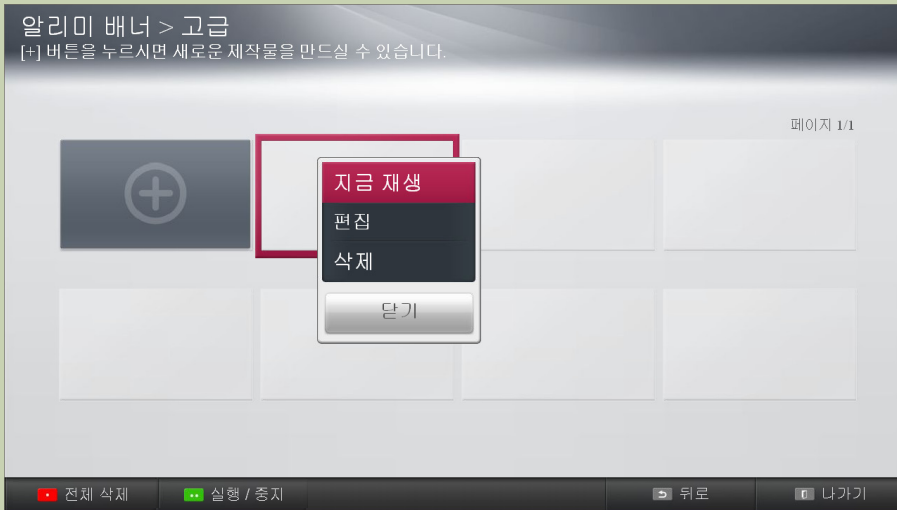 알리미 배너 > 고급
[+] 버튼을 누르시면 새로운 제작물을 만드실 수 있습니다.
페이지 1/1
지금 재생
편집
삭제
닫기
전체 삭제
실행 / 중지
뒤로
나가기